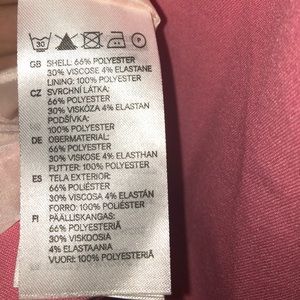 30 P
GB SHELL: 66% POLYESTER
30% VISCOSE 4% ELASTANE
LINING: 100% POLYESTER
CZ SVRCHNÍ LÁTKA:
66% POLYESTER
30% VISKÓZA 4% ELASTAN
PODŠÍVKA:
100% POLYESTER
DE OBERMATERIAL:
66% POLYESTER
30% VISKOSE 4% ELASTHAN
FUTTER: 100% POLYESTER
ES TELA EXTERIOR:
66% POLIÉSTER
30% VISCOSA 4% ELASTÁN
FORRO: 100% POLIÉSTER
FI PÄÄLLISKANGAS:
66% POLYESTERIÄ
30% VISKOOSIA
4% ELASTAANIA
VUORI: 100% POLYESTERIÄ